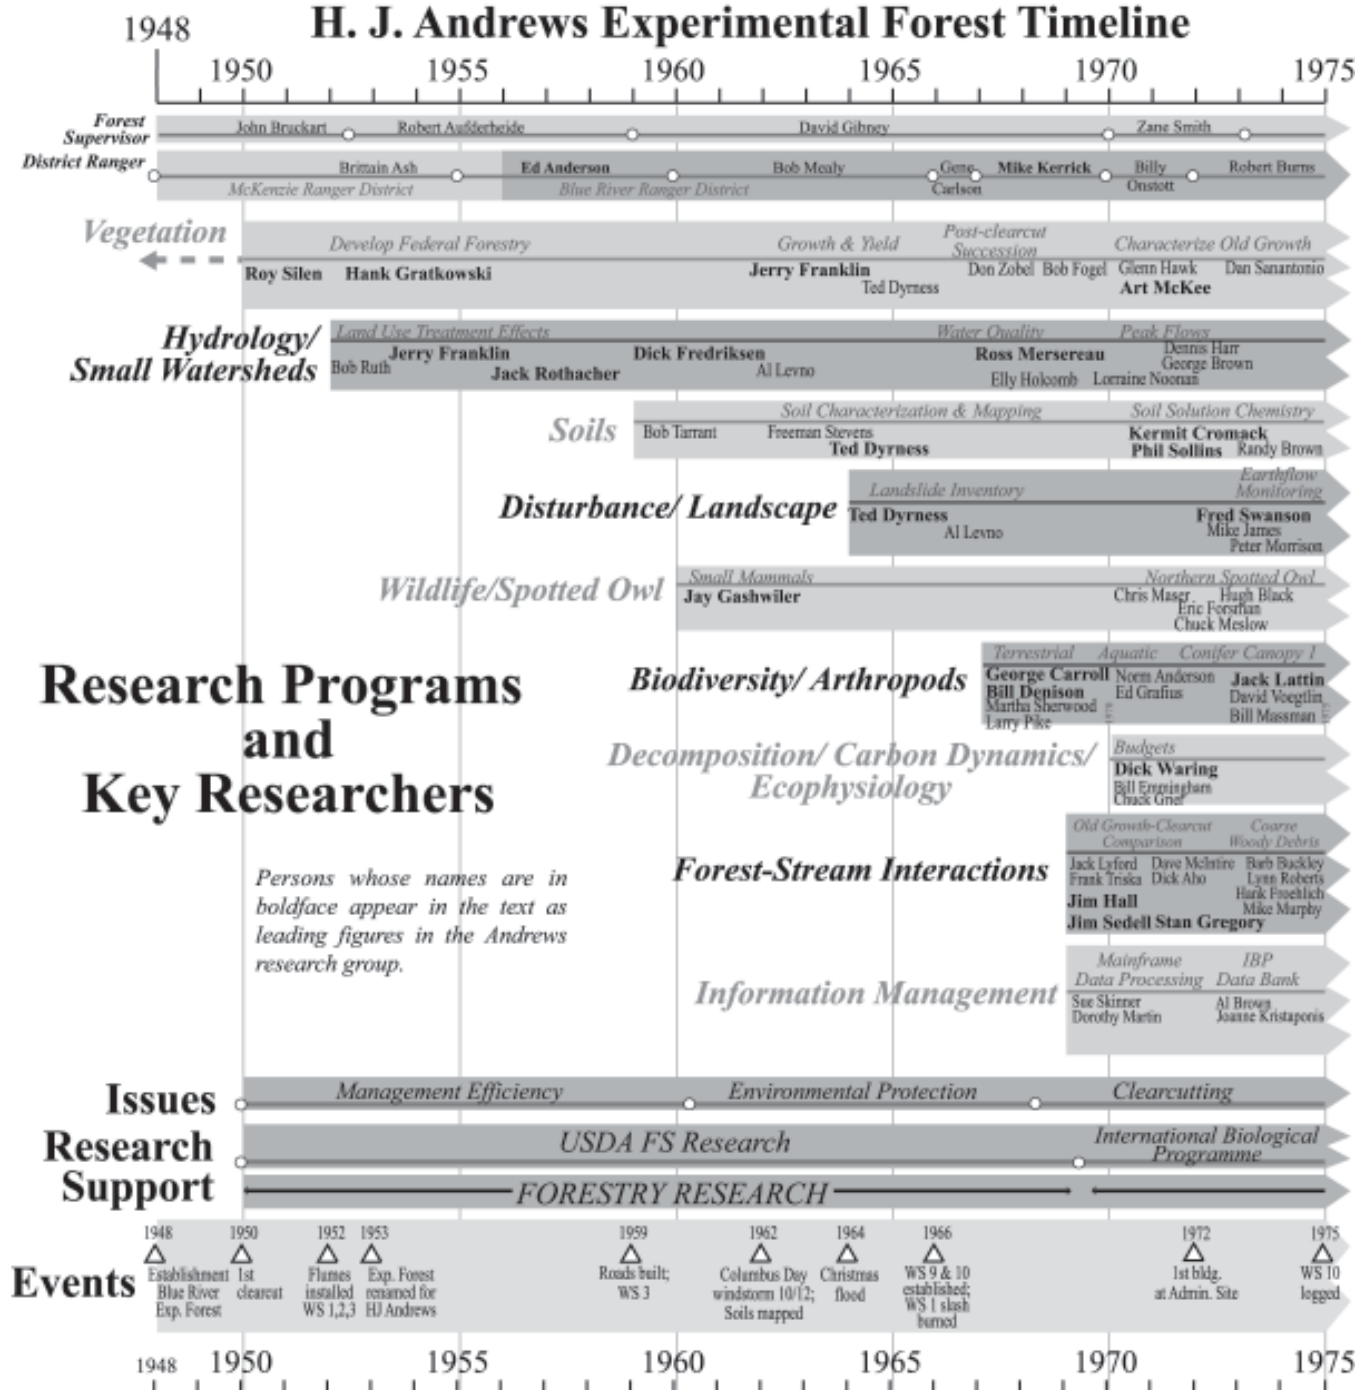 H. J. Andrews Experimental Forest Timeline
1948
1950 1955 1960 1965 1970 1975
Forest
Supervisor
John Bruckart Robert Aufderheide David Gibney Zane Smith
District Ranger
Brittain Ash Ed Anderson Bob Mealy Gene Mike Kerrick Billy Robert Burns
McKenzie Ranger District Blue River Ranger District Carlson Onstott
Vegetation
Develop Federal Forestry Growth & Yield Post-clearcut Characterize Old Growth
Succession
Roy Silen Hank Gratkowski Jerry Franklin Don Zobel Bob Fogel Glenn Hawk Dan Sanantonio
Ted Dyrness Art McKee
Hydrology/
Small Watersheds
Land Use Treatment Effects Water Quality Peak Flows
Bob Ruth Jerry Franklin Dick Fredriksen Ross Mersereau Dennis Harr
Jack Rothacher Al Levno George Brown
Elly Holcomb Lorraine Noonan
Soils
Soil Characterization & Mapping Soil Solution Chemistry
Bob Tarrant Freeman Stevens Kermit Cromack
Ted Dyrness Phil Sollins Randy Brown
Disturbance/ Landscape
Landslide Inventory Earthflow
Monitoring
Ted Dyrness Fred Swanson
Al Levno Mike James
Peter Morrison
Wildlife/Spotted Owl
Small Mammals Northern Spotted Owl
Jay Gashwiler Chris Maser Hugh Black
Eric Forsman
Chuck Meslow
Biodiversity/ Arthropods
Terrestrial Aquatic Conifer Canopy 1
George Carroll Norm Anderson Jack Lattin
Bill Denison Ed Grafius David Voegtlin
Martha Sherwood Bill Massman
Larry Pike
1970 1975
Research Programs
and
Key Researchers
Decomposition/ Carbon Dynamics/
Ecophysiology
Budgets
Dick Waring
Bill Emmingham
Chuck Grier
Forest-Stream Interactions
Old Growth-Clearcut Coarse
Comparison Woody Debris
Jack Lyford Dave McIntire Barb Buckley
Frank Triska Dick Aho Lynn Roberts
Hank Froehlich
Jim Hall Mike Murphy
Jim Sedell Stan Gregory
Persons whose names are in
boldface appear in the text as
leading figures in the Andrews
research group.
Information Management
Mainframe IBP
Data Processing Data Bank
Sue Skinner Al Brown
Dorothy Martin Joanne Kristaponis
Issues
Management Efficiency Environmental Protection Clearcutting
Research
Support
USDA FS Research International Biological
Programme
FORESTRY RESEARCH
Events
1948 1950 1952 1953 1959 1962 1964 1966 1972 1975
Establishment 1st Flumes Exp. Forest Roads built; Columbus Day Christmas WS 9 & 10 1st bldg. WS 10
Blue River clearcut installed renamed for WS 3 windstorm 10/12; flood established; at Admin. Site logged
Exp. Forest WS 1,2,3 HJ Andrews Soils mapped WS 1 slash
burned
1948 1950 1955 1960 1965 1970 1975